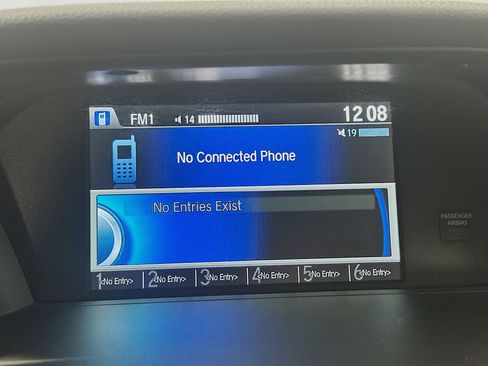 FM1 14 12:08
19
No Connected Phone
No Entries Exist
PASSENGER
AIRBAG
1 <No Entry> 2 <No Entry> 3 <No Entry> 4 <No Entry> 5 <No Entry> 6 <No Entry>